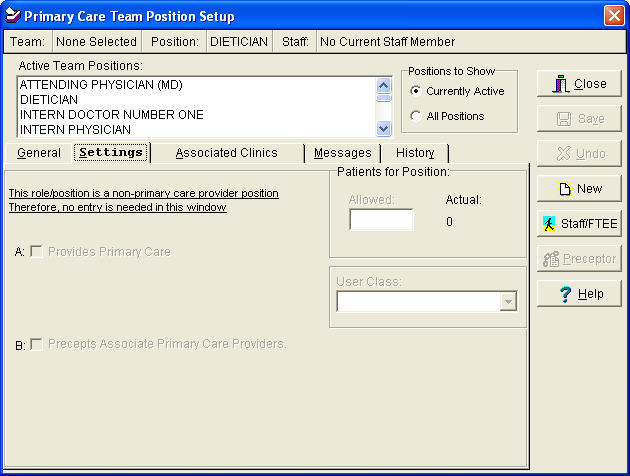 Primary Care Team Position Setup
Team: None Selected Position: DIETICIAN Staff: No Current Staff Member
Active Team Positions:
ATTENDING PHYSICIAN (MD)
DIETICIAN
INTERN DOCTOR NUMBER ONE
INTERN PHYSICIAN
Positions to Show
Currently Active
All Positions
Close
Save
Undo
New
Staff/FTEE
Preceptor
Help
General Settings Associated Clinics Messages History
This role/position is a non-primary care provider position
Therefore, no entry is needed in this window
A: Provides Primary Care
B: Precepts Associate Primary Care Providers.
Patients for Position:
Allowed: Actual:
0
User Class: